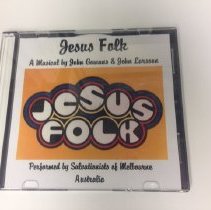 Jesus Folk
A Musical by John Gowans & John Larsson
JESUS
FOLK
Performed by Salvationists of Melbourne
Australia